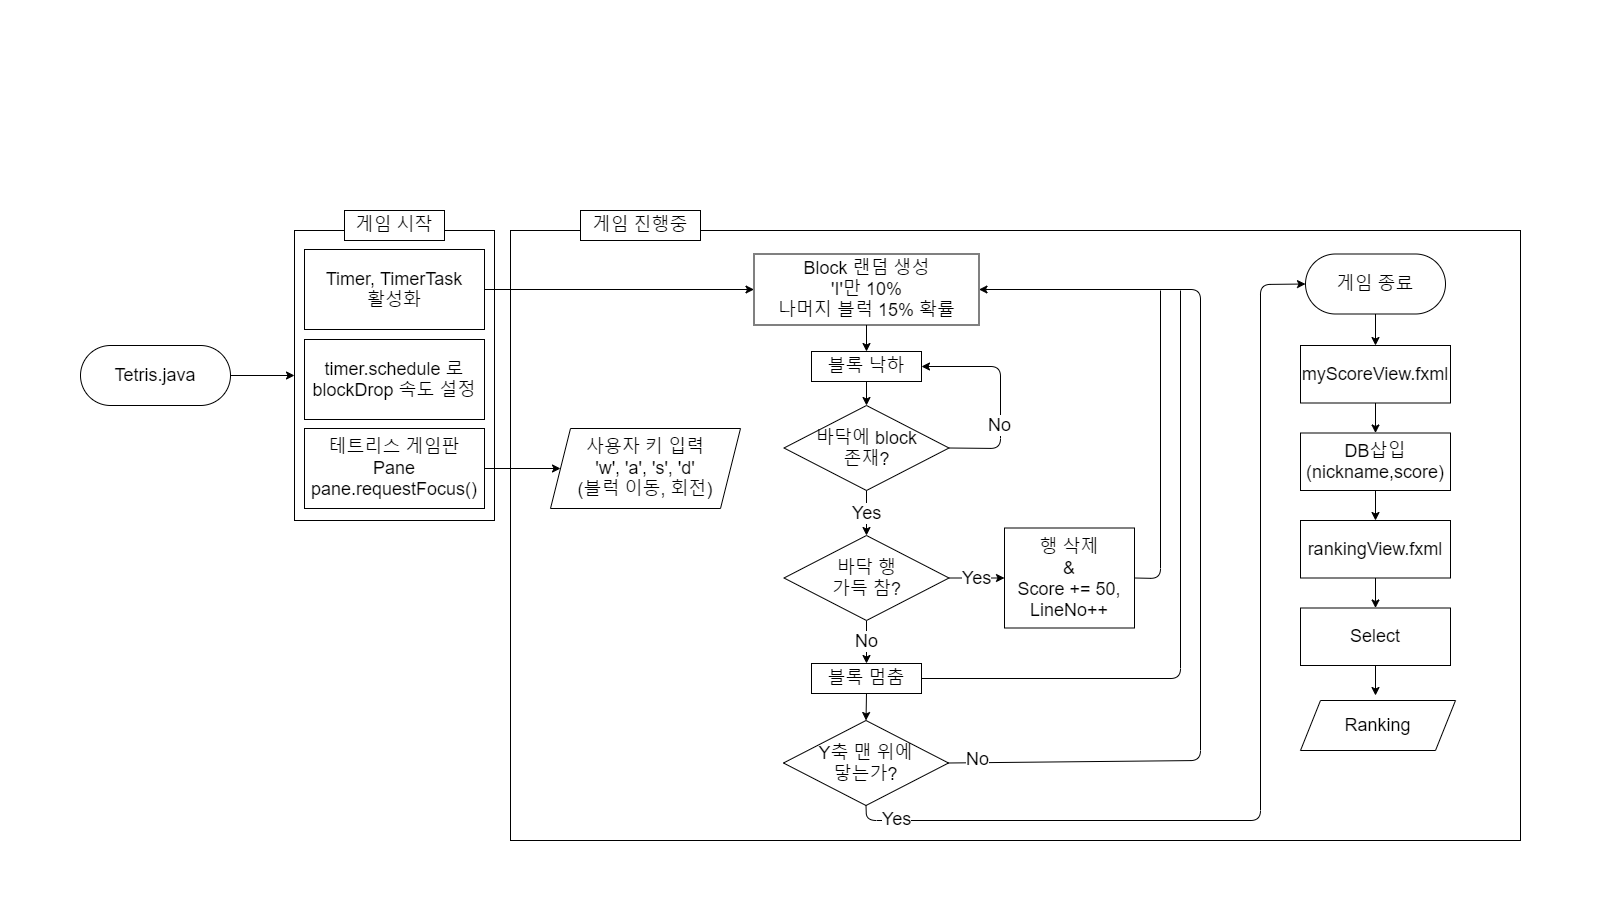 Tetris.java
게임 시작
Timer, TimerTask
활성화
timer.schedule 로
blockDrop 속도 설정
테트리스 게임판
Pane
pane.requestFocus()
게임 진행중
사용자 키 입력
'w', 'a', 's', 'd'
(블럭 이동, 회전)
Block 랜덤 생성
'I'만 10%
나머지 블럭 15% 확률
블록 낙하
바닥에 block
존재?
No
Yes
바닥 행
가득 참?
Yes
행 삭제
&
Score += 50,
LineNo++
No
블록 멈춤
Y축 맨 위에
닿는가?
No
Yes
게임 종료
myScoreView.fxml
DB삽입
(nickname,score)
rankingView.fxml
Select
Ranking